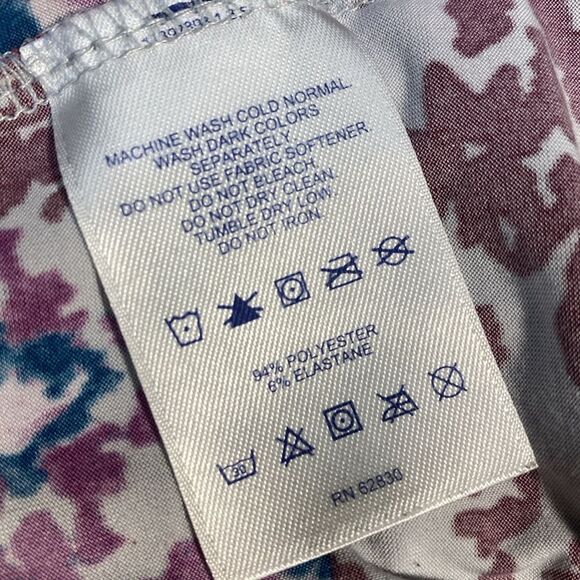 MACHINE WASH COLD NORMAL.
WASH DARK COLORS
SEPARATELY.
DO NOT USE FABRIC SOFTENER.
DO NOT BLEACH.
DO NOT DRY CLEAN.
TUMBLE DRY LOW.
DO NOT IRON.
94% POLYESTER
6% ELASTANE
30
RN 62830